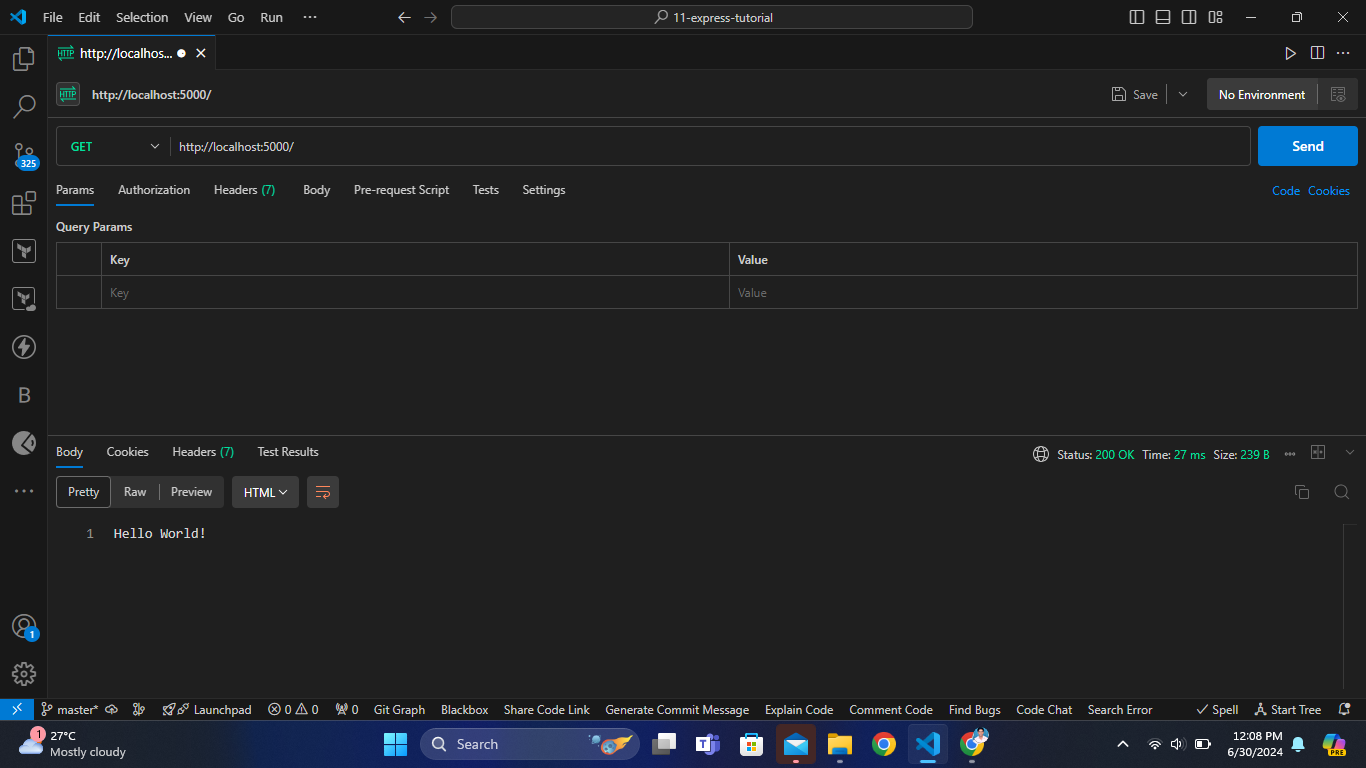 File Edit Selection View Go Run ··· 11-express-tutorial
HTTP http://localhos...
HTTP http://localhost:5000/ Save No Environment
GET http://localhost:5000/ Send
325
Params Authorization Headers (7) Body Pre-request Script Tests Settings Code Cookies
Query Params
Key Value
Key Value
B
Body Cookies Headers (7) Test Results Status: 200 OK Time: 27 ms Size: 239 B
Pretty Raw Preview HTML
1 Hello World!
1
master* Launchpad 0 0 0 Git Graph Blackbox Share Code Link Generate Commit Message Explain Code Comment Code Find Bugs Code Chat Search Error Spell Start Tree
1 27°C
Mostly cloudy
Search
12:08 PM
6/30/2024
PRE